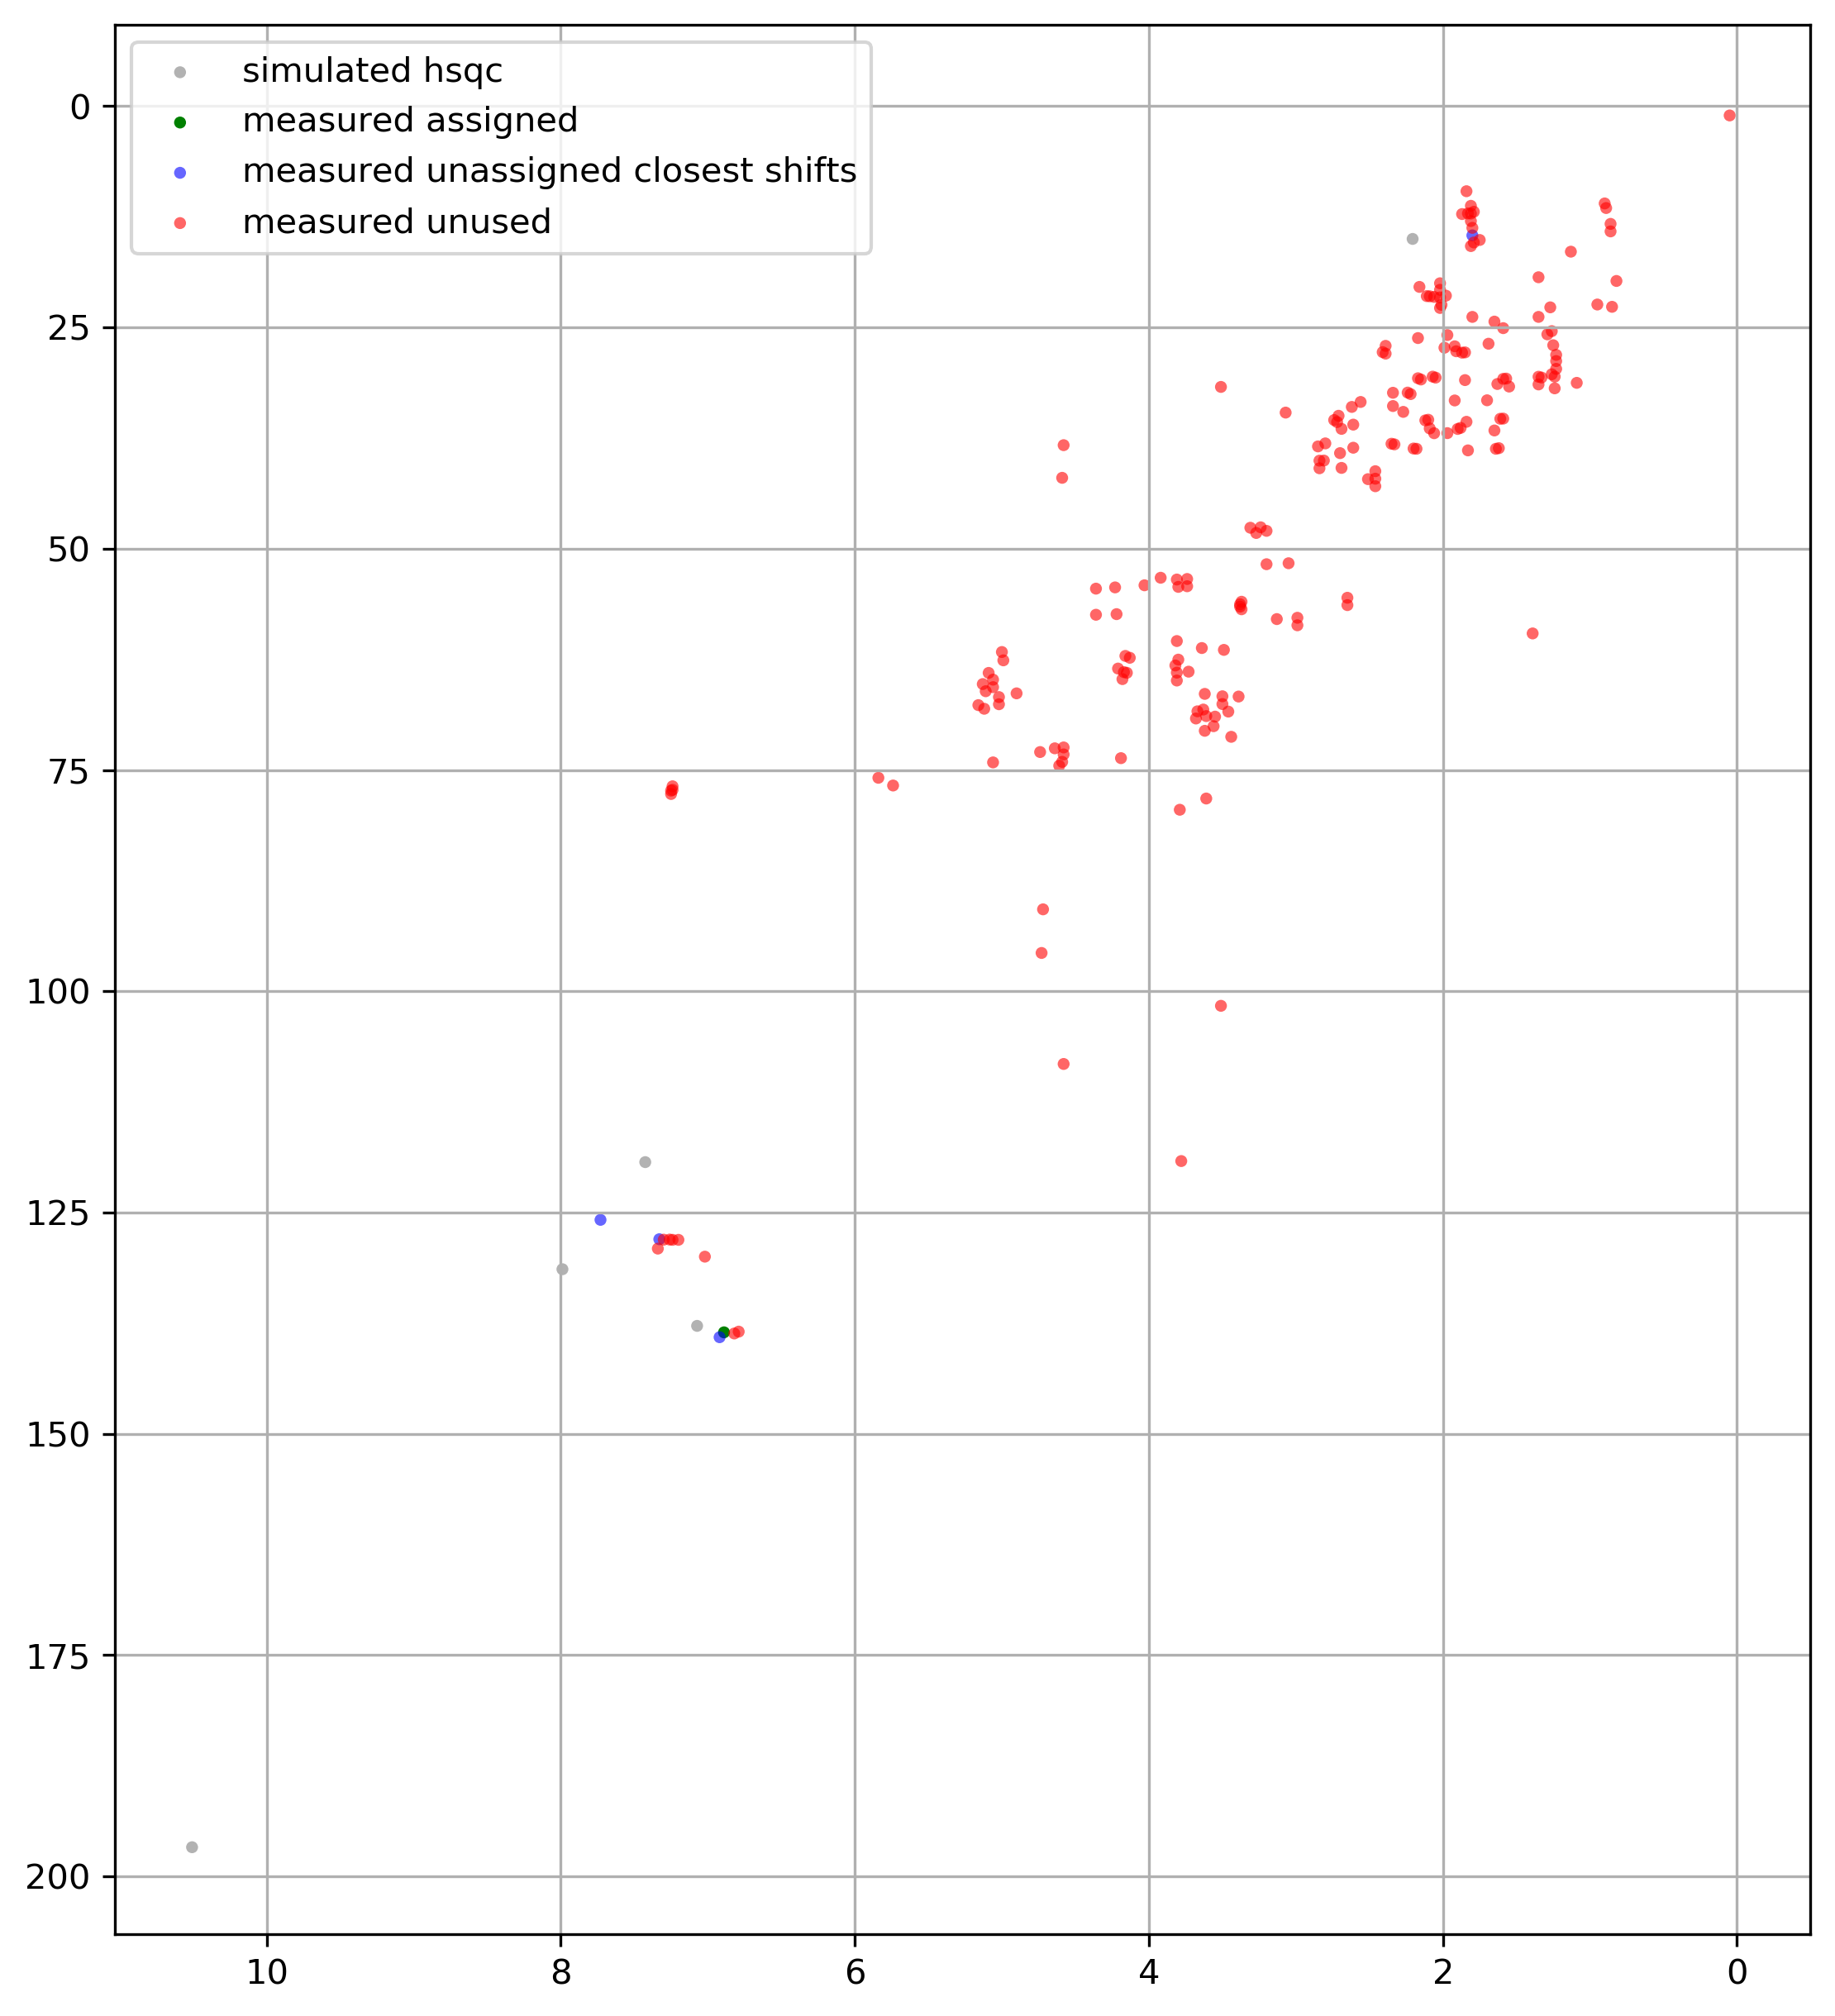 simulated hsqc
measured assigned
measured unassigned closest shifts
measured unused
0
25
50
75
100
125
150
175
200
10 8 6 4 2 0